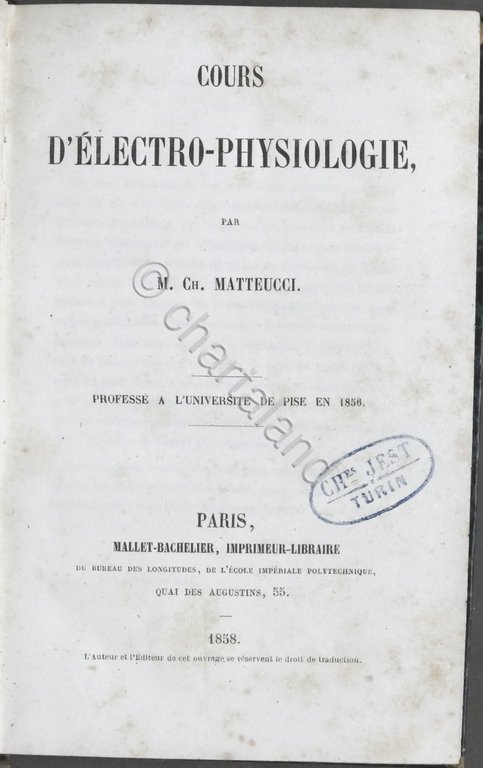 COURS
D'ÉLECTRO-PHYSIOLOGIE,
PAR
M. CH. MATTEUCCI.
PROFESSÉ A L'UNIVERSITÉ DE PISE EN 1856.
CHes JEST
TURIN
PARIS,
MALLET-BACHELIER, IMPRIMEUR-LIBRAIRE
DU BUREAU DES LONGITUDES, DE L'ÉCOLE IMPÉRIALE POLYTECHNIQUE,
QUAI DES AUGUSTINS, 55.
1858.
L'Auteur et l'Éditeur de cet ouvrage se réservent le droit de traduction.
© chartaland